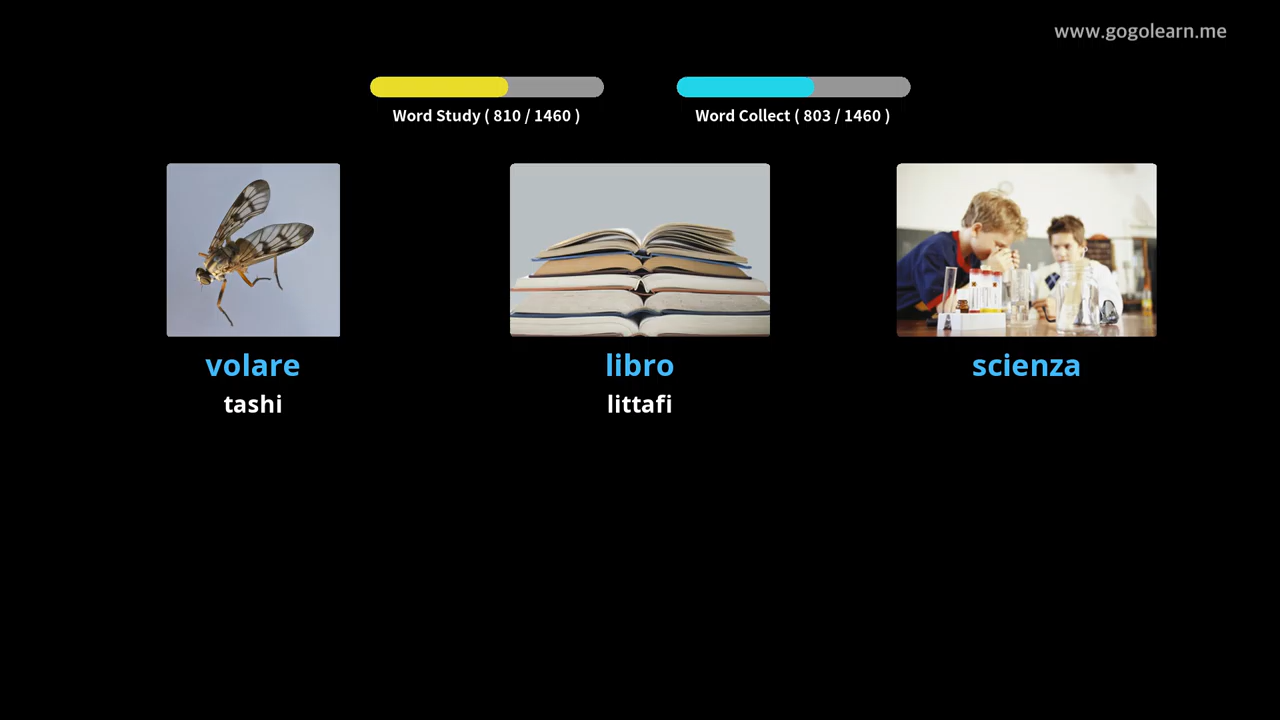 www.gogolearn.me
Word Study ( 810 / 1460 )
Word Collect ( 803 / 1460 )
volare
libro
scienza
tashi
littafi